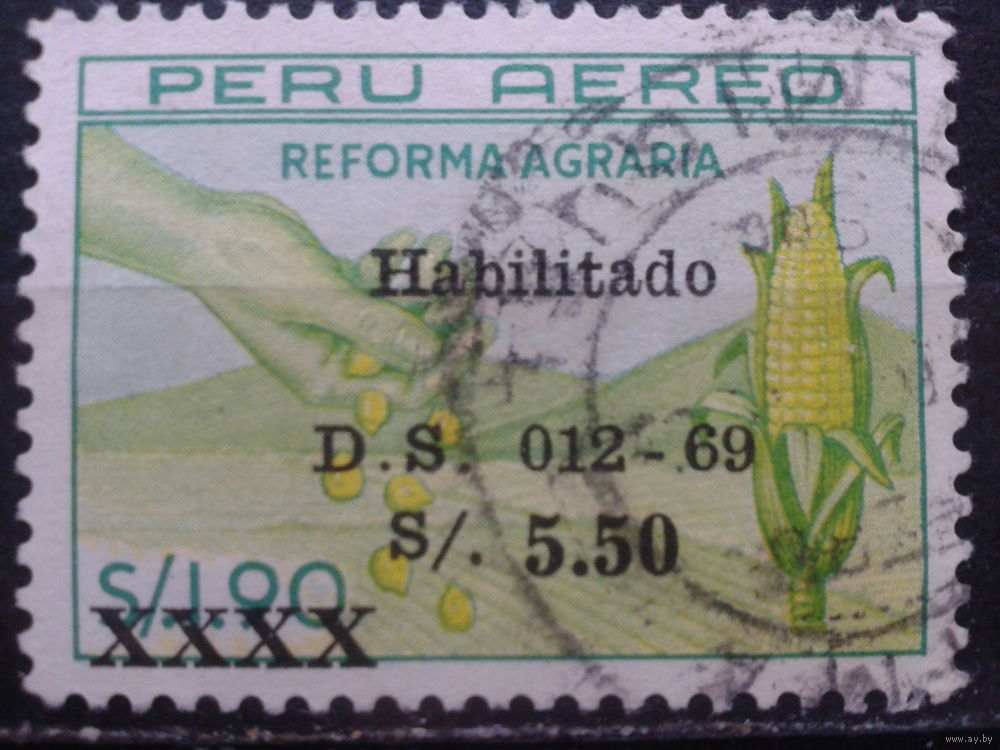 PERU AEREO
REFORMA AGRARIA
Habilitado
D.S. 012-69
S/. 5.50
S/.1.90
XXXX
www.ay.by